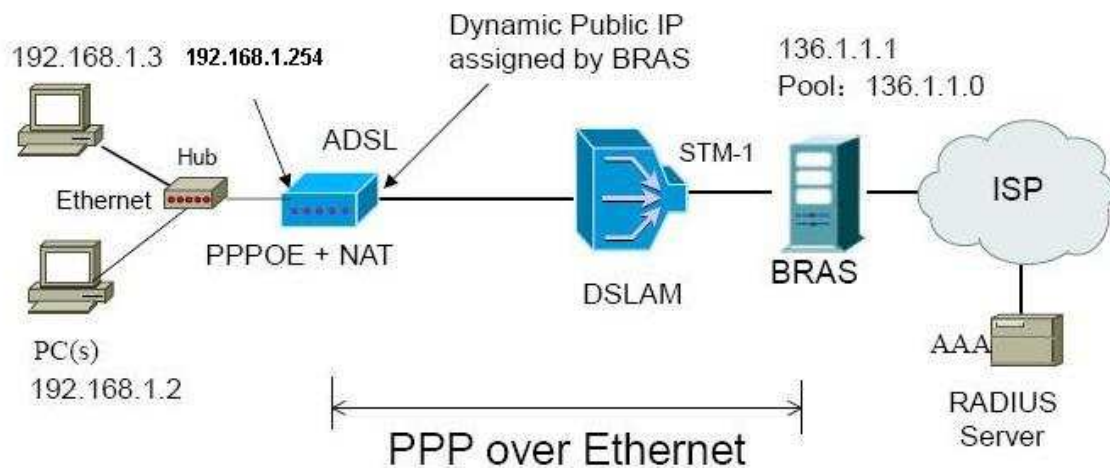 192.168.1.3
192.168.1.254
Dynamic Public IP
assigned by BRAS
136.1.1.1
Pool：136.1.1.0
Hub
ADSL
Ethernet
STM-1
ISP
PPPOE + NAT
DSLAM
BRAS
PC(s)
192.168.1.2
AAA
RADIUS
Server
PPP over Ethernet